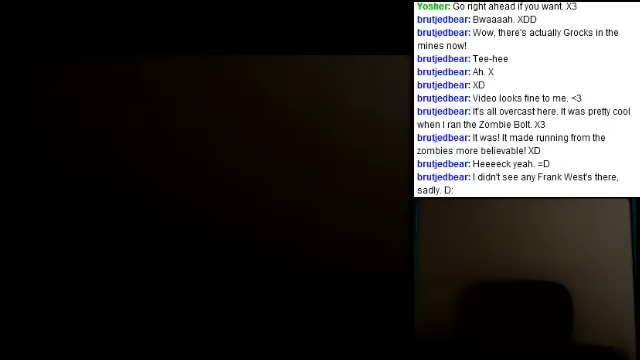 Yosher: Go right ahead if you want. X3
brutjedbear: Bwaaaah. XDD
brutjedbear: Wow, there's actually Grocks in the
mines now!
brutjedbear: Tee-hee
brutjedbear: Ah. X
brutjedbear: XD
brutjedbear: Video looks fine to me. <3
brutjedbear: It's all overcast here. It was pretty cool
when I ran the Zombie Bolt. X3
brutjedbear: It was! It made running from the
zombies more believable! XD
brutjedbear: Heeeeck yeah. =D
brutjedbear: I didn't see any Frank West's there,
sadly. D: